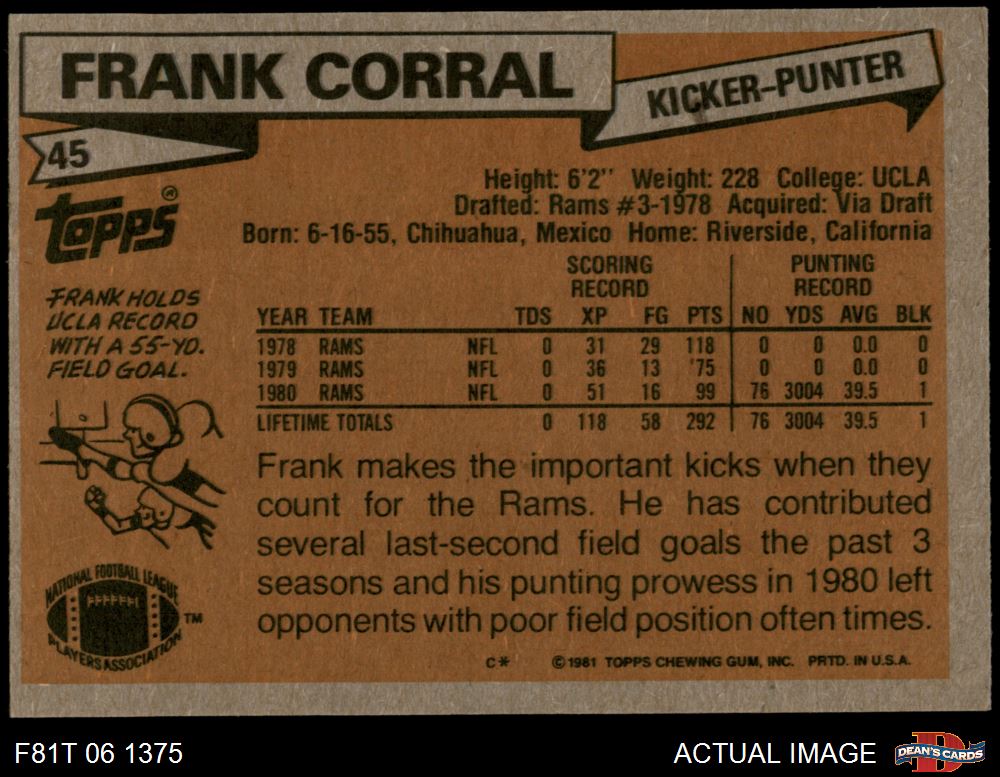 FRANK CORRAL
KICKER-PUNTER
45
topps®
Height: 6'2" Weight: 228 College: UCLA
Drafted: Rams #3-1978 Acquired: Via Draft
Born: 6-16-55, Chihuahua, Mexico Home: Riverside, California
FRANK HOLDS
UCLA RECORD
WITH A 55-YD.
FIELD GOAL.
SCORING RECORD PUNTING RECORD
YEAR TEAM TDS XP FG PTS NO YDS AVG BLK
1978 RAMS NFL 0 31 29 118 0 0 0.0 0
1979 RAMS NFL 0 36 13 '75 0 0 0.0 0
1980 RAMS NFL 0 51 16 99 76 3004 39.5 1
LIFETIME TOTALS 0 118 58 292 76 3004 39.5 1
Frank makes the important kicks when they
count for the Rams. He has contributed
several last-second field goals the past 3
seasons and his punting prowess in 1980 left
opponents with poor field position often times.
NATIONAL FOOTBALL LEAGUE
PLAYERS ASSOCIATION
TM
C* ©1981 TOPPS CHEWING GUM, INC. PRTD. IN U.S.A.
F81T 06 1375
ACTUAL IMAGE
D
DEAN'S CARDS